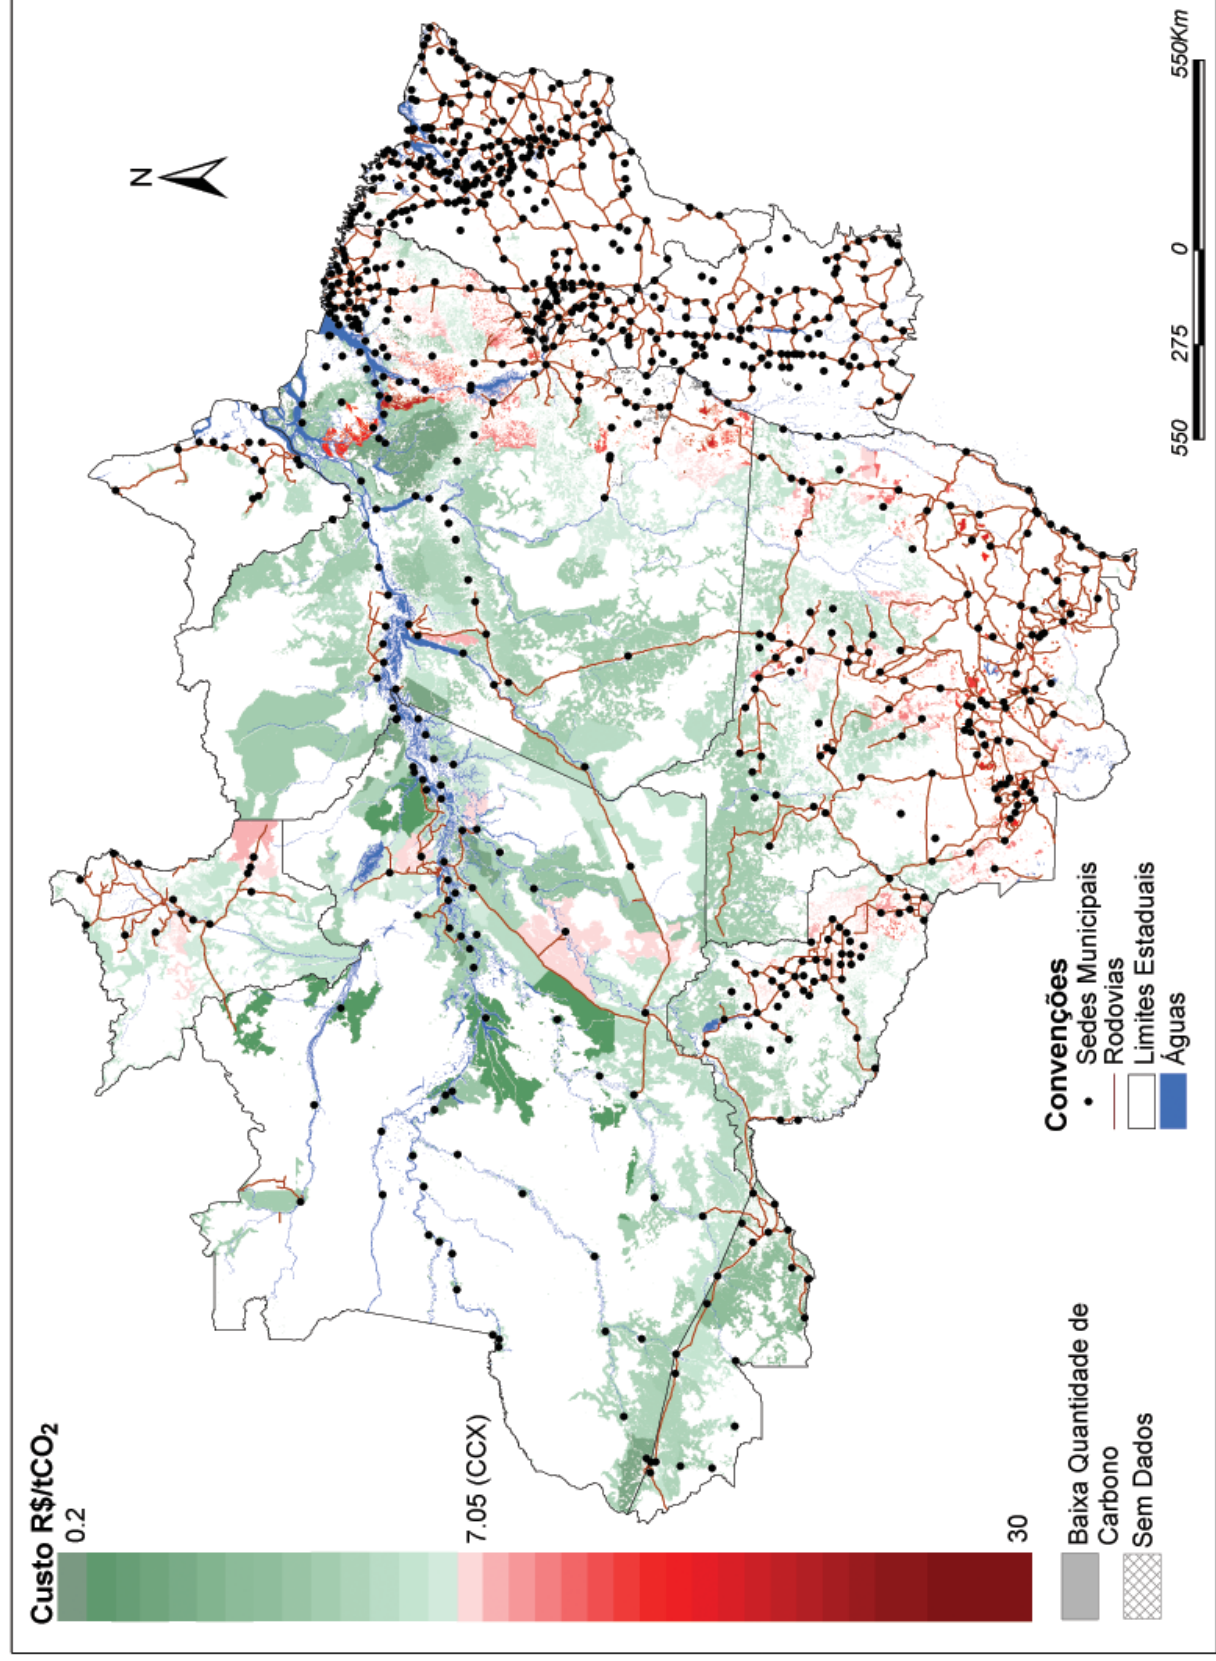 N
Custo R$/tCO₂
0.2
7.05 (CCX)
30
Baixa Quantidade de
Carbono
Sem Dados
Convenções
Sedes Municipais
Rodovias
Limites Estaduais
Águas
550 275 0 550Km